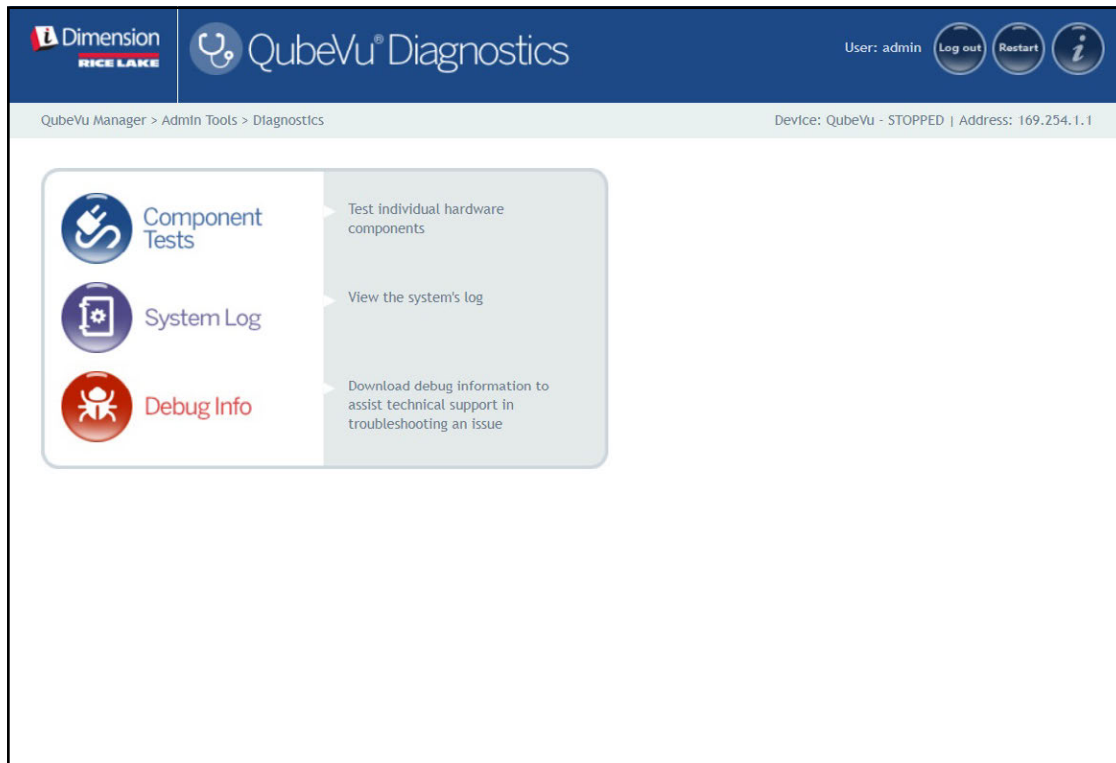 i Dimension
RICE LAKE
QubeVu® Diagnostics
User: admin
Log out
Restart
i
QubeVu Manager > Admin Tools > Diagnostics
Device: QubeVu - STOPPED | Address: 169.254.1.1
Component
Tests
Test individual hardware
components
System Log
View the system's log
Debug Info
Download debug information to
assist technical support in
troubleshooting an issue